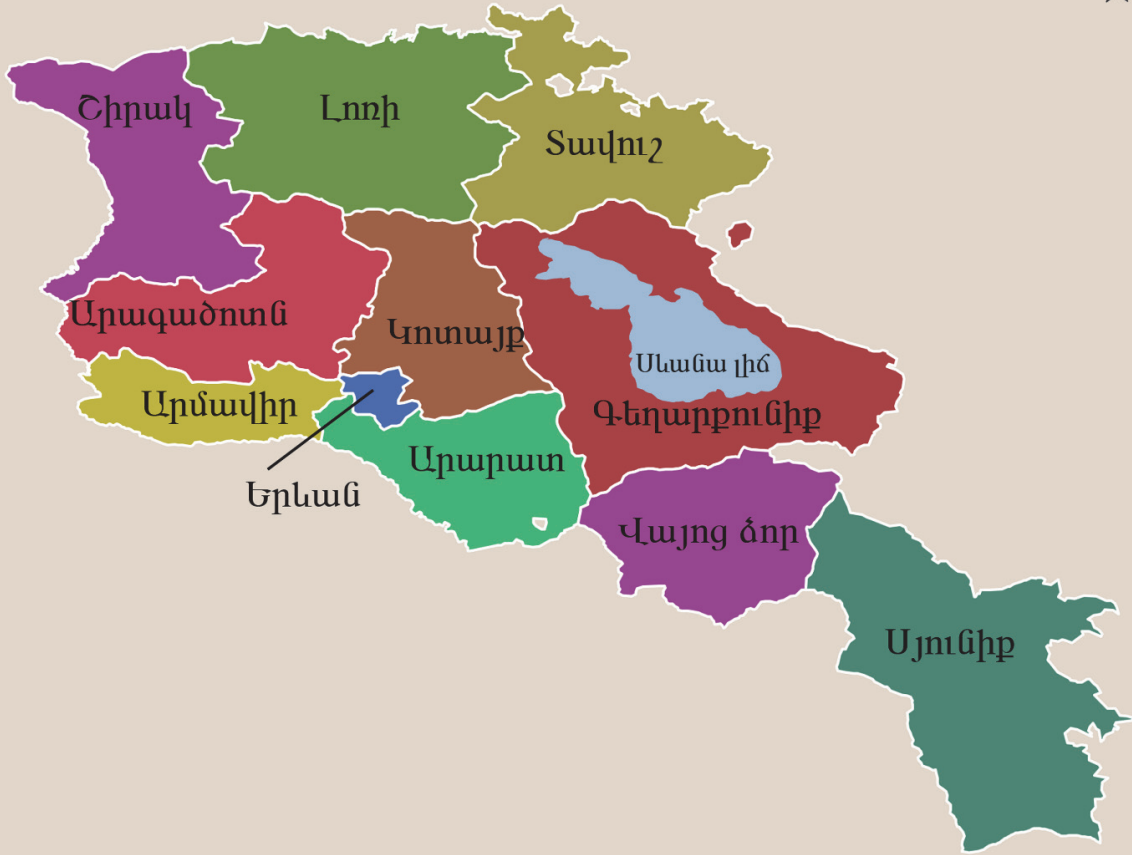 Շիրակ
Լոռի
Տավուշ
Արագածոտն
Կոտայք
Սևանա լիճ
Արմավիր
Գեղարքունիք
Արարատ
Երևան
Վայոց ձոր
Սյունիք